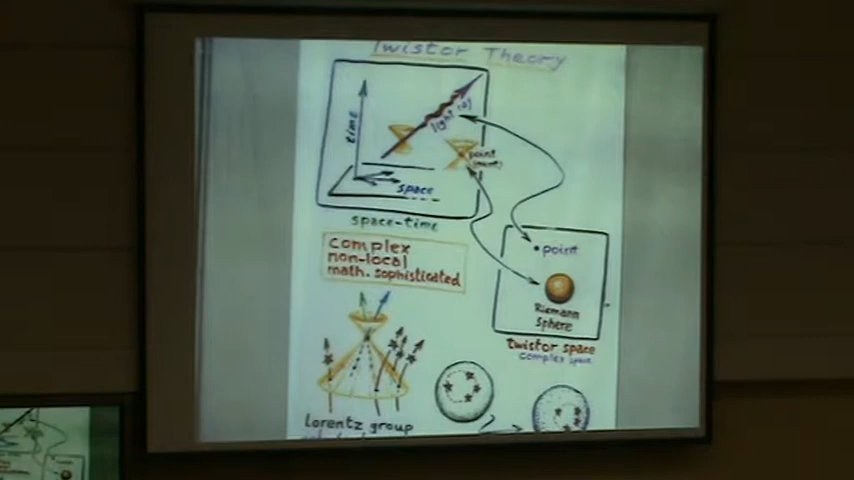 Twistor Theory
time
light ray
point
(event)
space
space-time
complex
non-local
math. sophisticated
point
Riemann
Sphere
twistor space
complex space
Lorentz group